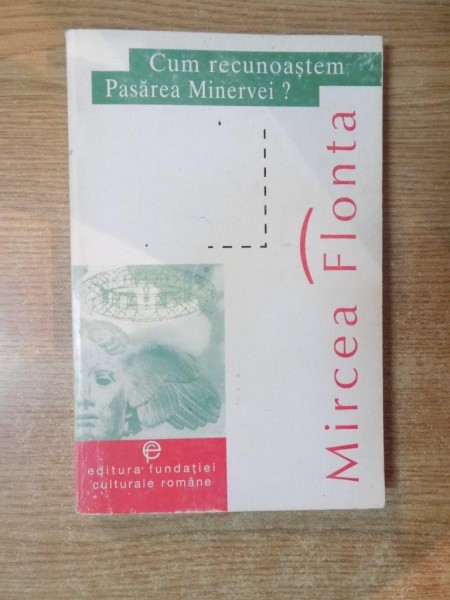 Cum recunoaștem
Pasărea Minervei ?
Mircea Flonta
editura fundației
culturale române